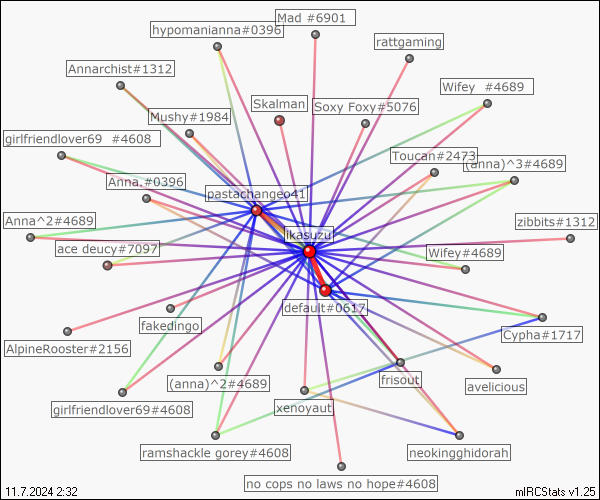 Mad #6901
hypomanianna#0396
rattgaming
Annarchist#1312
Wifey #4689
Skalman
Soxy Foxy#5076
Mushy#1984
girlfriendlover69 #4608
Toucan#2473
(anna)^3#4689
Anna.#0396
pastachangeo41
Anna^2#4689
zibbits#1312
ikasuzu
ace deucy#7097
Wifey#4689
default#0617
fakedingo
Cypha#1717
AlpineRooster#2156
(anna)^2#4689
frisout
avelicious
girlfriendlover69#4608
xenoyaut
ramshackle gorey#4608
neokingghidorah
no cops no laws no hope#4608
11.7.2024 2:32
mIRCStats v1.25